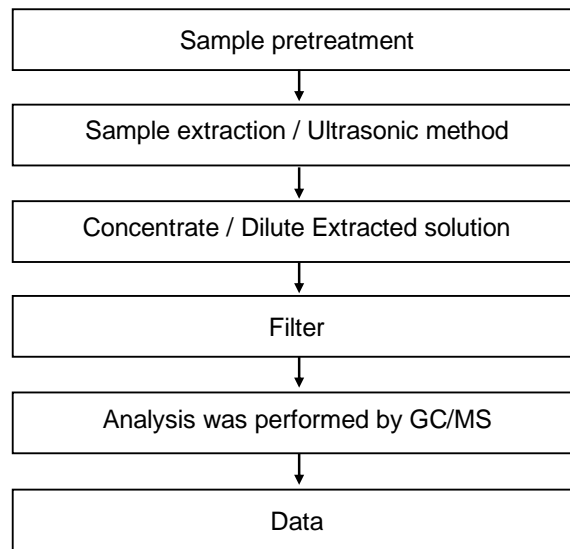 Sample pretreatment
Sample extraction / Ultrasonic method
Concentrate / Dilute Extracted solution
Filter
Analysis was performed by GC/MS
Data